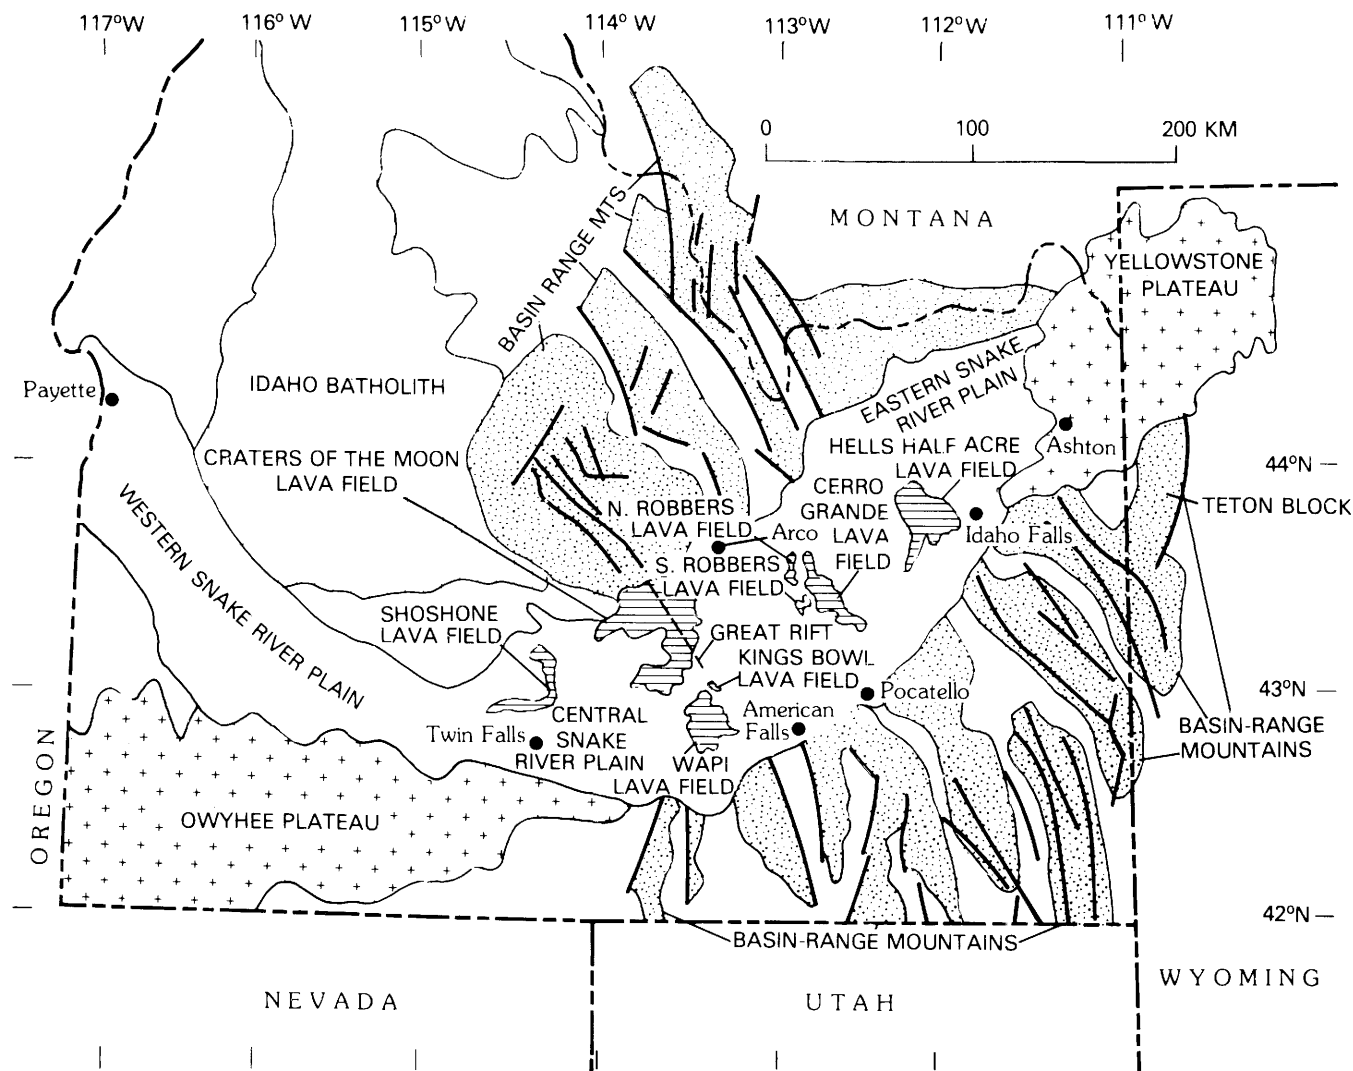 117°W
116°W
115°W
114°W
113°W
112°W
111°W
0
100
200 KM
MONTANA
BASIN RANGE MTS
YELLOWSTONE
PLATEAU
EASTERN SNAKE
RIVER PLAIN
Payette
IDAHO BATHOLITH
Ashton
HELLS HALF ACRE
LAVA FIELD
CRATERS OF THE MOON
LAVA FIELD
44°N
CERRO
GRANDE
LAVA
FIELD
TETON BLOCK
N. ROBBERS
LAVA FIELD
Arco
Idaho Falls
S. ROBBERS
LAVA FIELD
WESTERN SNAKE RIVER PLAIN
SHOSHONE
LAVA FIELD
GREAT RIFT
KINGS BOWL
LAVA FIELD
Pocatello
43°N
American
Falls
CENTRAL
SNAKE
RIVER PLAIN
Twin Falls
WAPI
LAVA FIELD
BASIN-RANGE
MOUNTAINS
OREGON
OWYHEE PLATEAU
42°N
BASIN-RANGE MOUNTAINS
NEVADA
UTAH
WYOMING